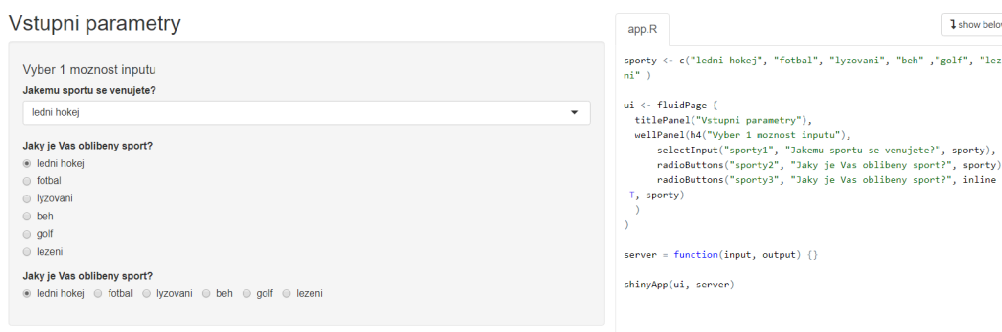 Vstupni parametry
Vyber 1 moznost inputu
Jakemu sportu se venujete?
ledni hokej
Jaky je Vas oblibeny sport?
ledni hokej
fotbal
lyzovani
beh
golf
lezeni
Jaky je Vas oblibeny sport?
ledni hokej fotbal lyzovani beh golf lezeni
app.R
show below
sporty <- c("ledni hokej", "fotbal", "lyzovani", "beh" ,"golf", "leze
ni" )
ui <- fluidPage (
titlePanel("Vstupni parametry"),
wellPanel(h4("Vyber 1 moznost inputu"),
selectInput("sporty1", "Jakemu sportu se venujete?", sporty),
radioButtons("sporty2", "Jaky je Vas oblibeny sport?", sporty)
radioButtons("sporty3", "Jaky je Vas oblibeny sport?", inline
T, sporty)
)
)
server = function(input, output) {}
shinyApp(ui, server)